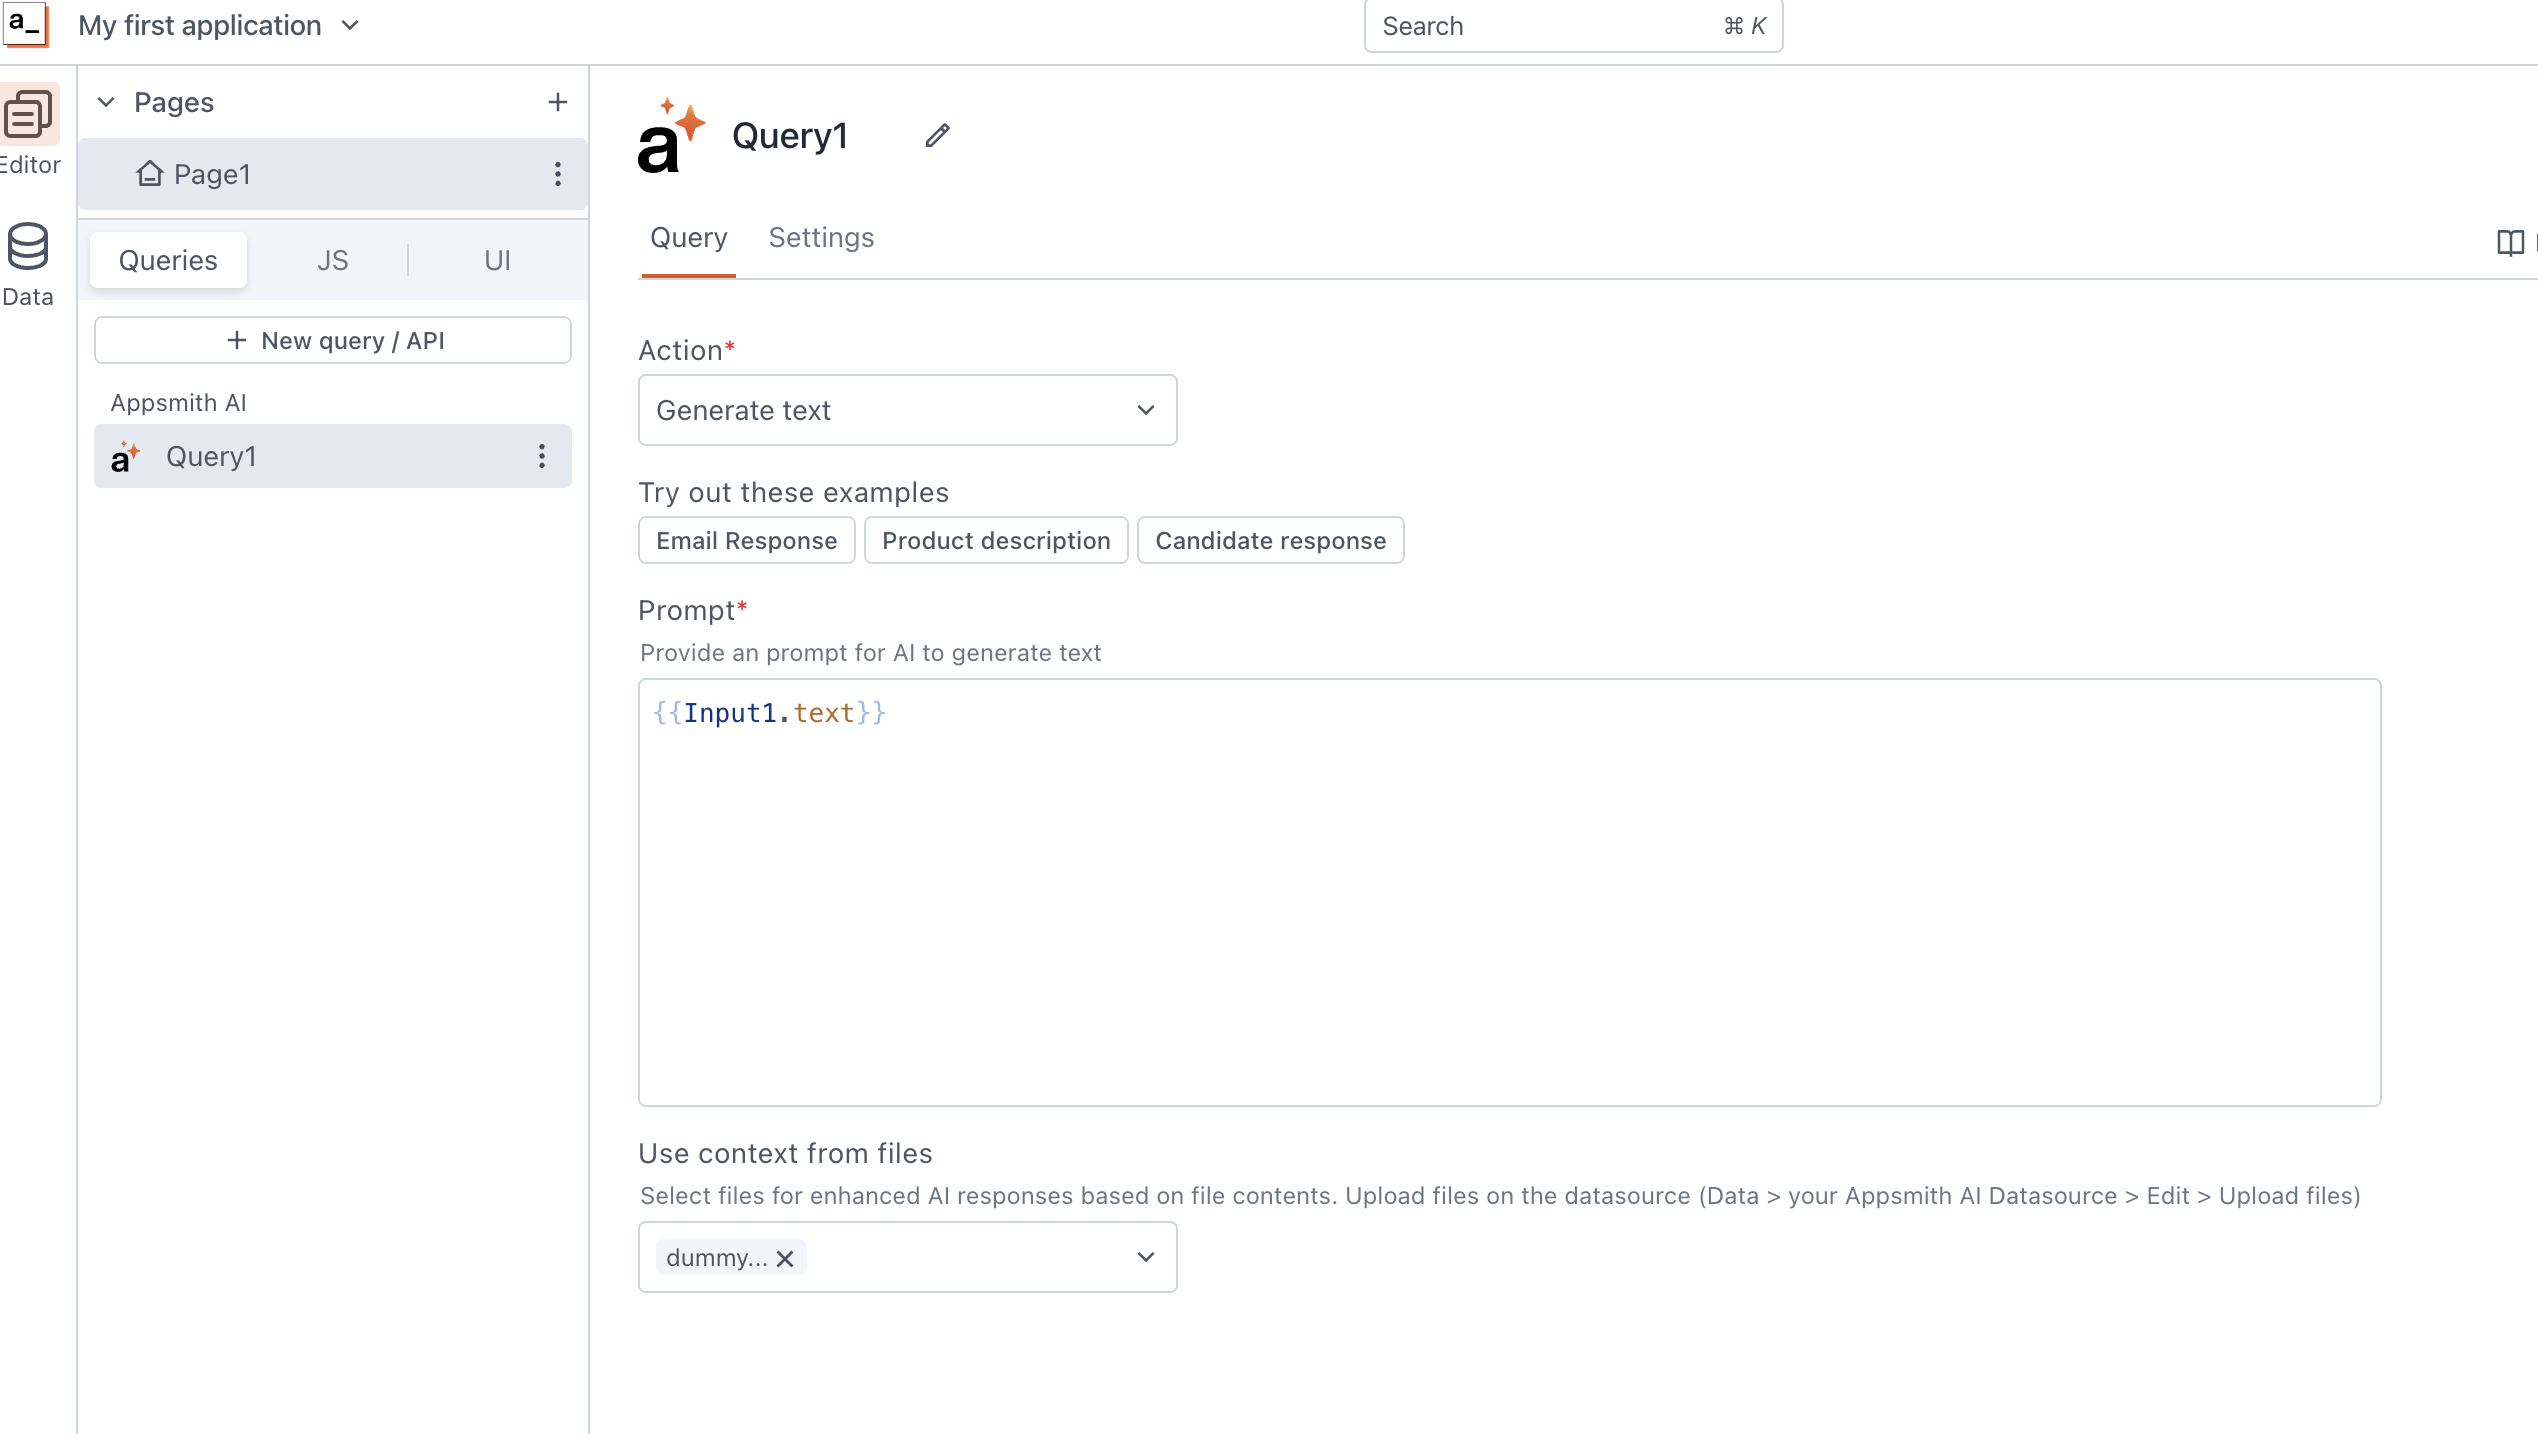 a_ My first application
Search ⌘ K
Editor
Data
Pages
Page1
Queries JS UI
+ New query / API
Appsmith AI
a Query1
a Query1
Query Settings
Action*
Generate text
Try out these examples
Email Response Product description Candidate response
Prompt*
Provide an prompt for AI to generate text
{{Input1.text}}
Use context from files
Select files for enhanced AI responses based on file contents. Upload files on the datasource (Data > your Appsmith AI Datasource > Edit > Upload files)
dummy...